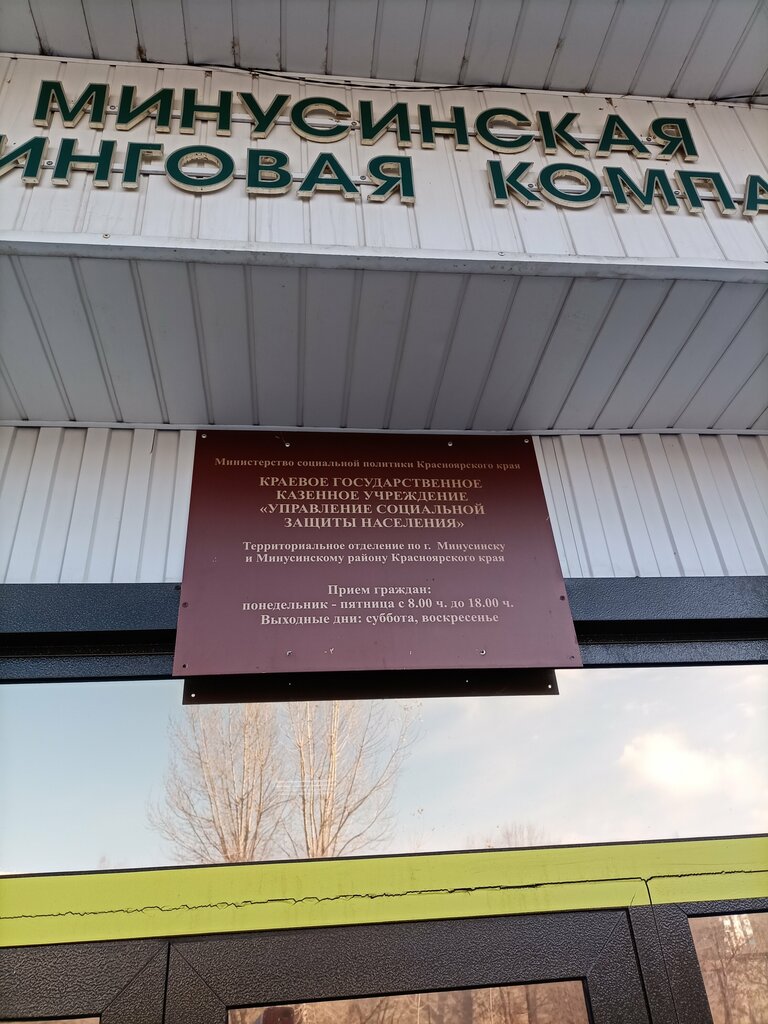 МИНУСИНСКАЯ
ИНГОВАЯ КОМПА
Министерство социальной политики Красноярского края
КРАЕВОЕ ГОСУДАРСТВЕННОЕ
КАЗЕННОЕ УЧРЕЖДЕНИЕ
«УПРАВЛЕНИЕ СОЦИАЛЬНОЙ
ЗАЩИТЫ НАСЕЛЕНИЯ»
Территориальное отделение по г. Минусинску
и Минусинскому району Красноярского края
Прием граждан:
понедельник - пятница с 8.00 ч. до 18.00 ч.
Выходные дни: суббота, воскресенье